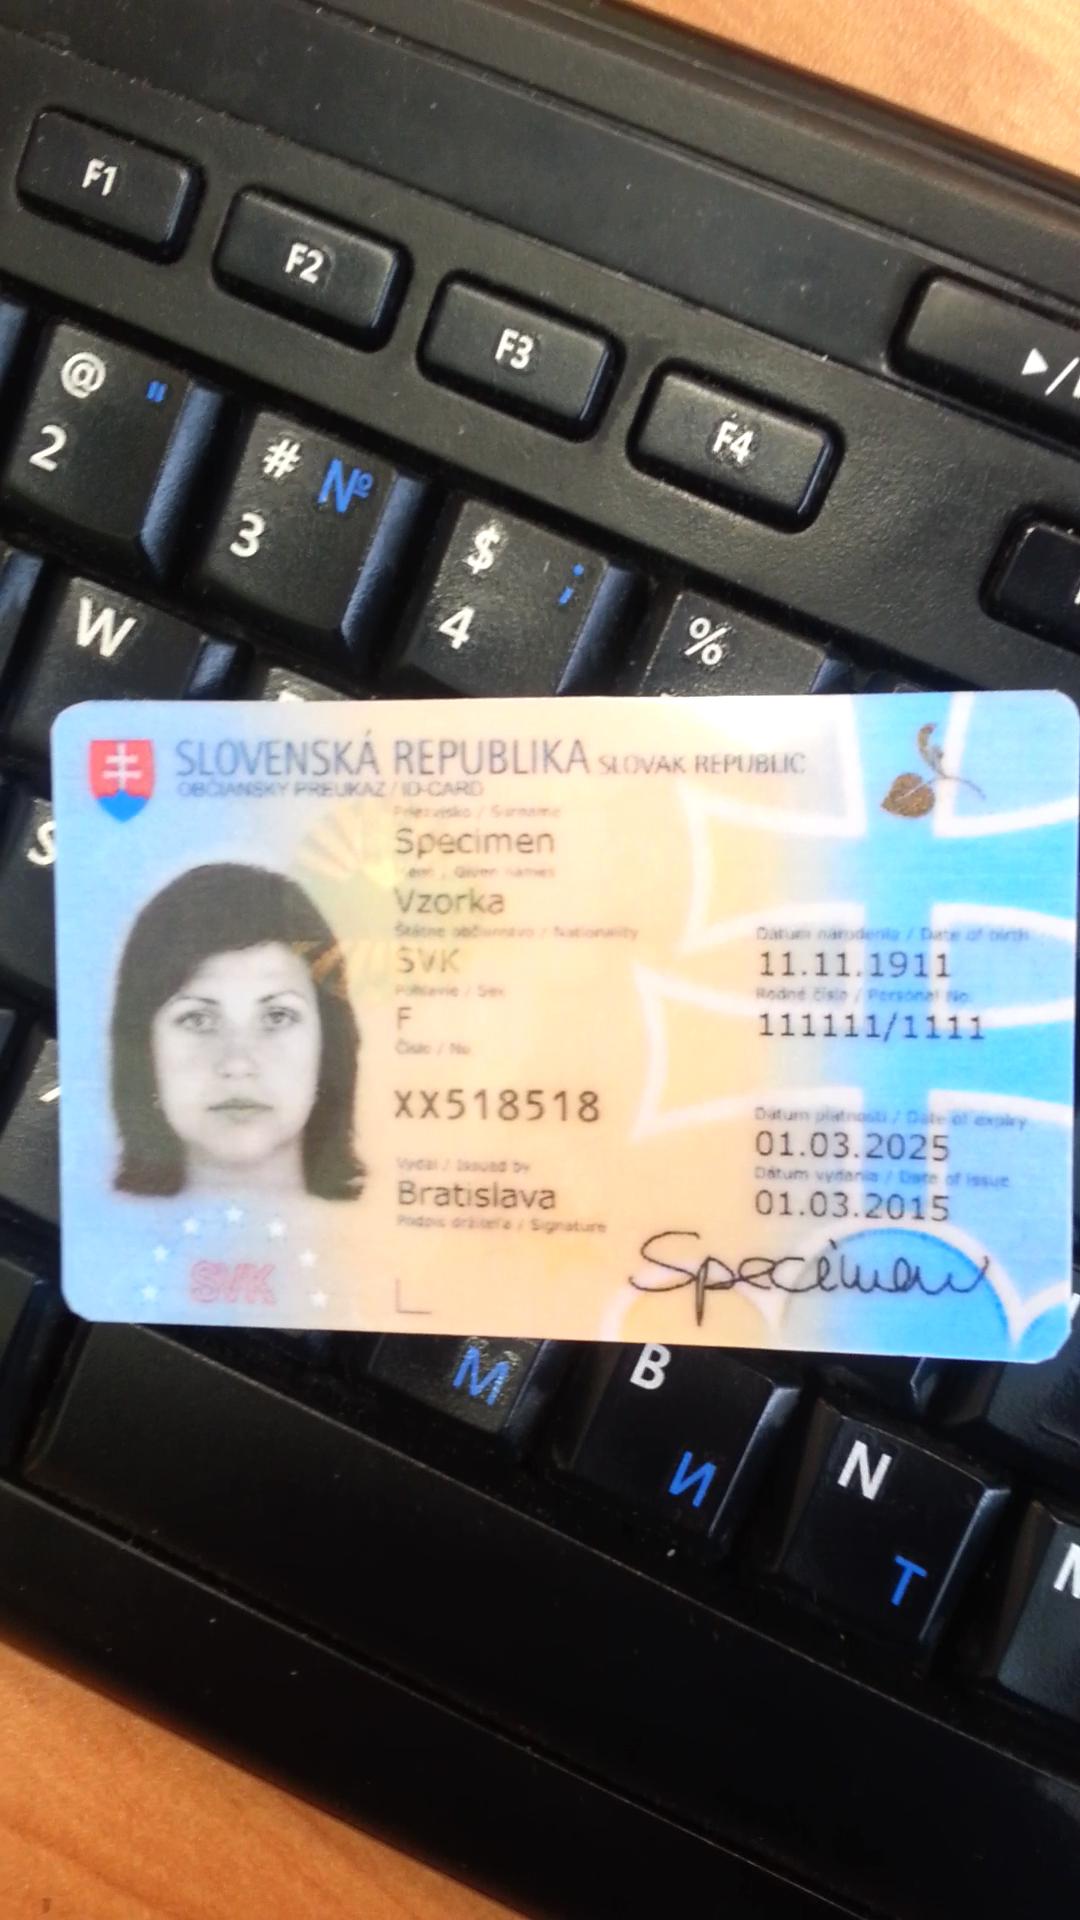 F1
F2
F3
F4
@ "
2
# №
3
$ ;
4
%
W
S
SLOVENSKÁ REPUBLIKA SLOVAK REPUBLIC
OBČIANSKY PREUKAZ / ID-CARD
Priezvisko / Surname
Specimen
Given names
Vzorka
Štátne občianstvo / Nationality
SVK
Pohlavie / Sex
F
Číslo / No.
XX518518
Vydal / Issued by
Bratislava
Podpis držiteľa / Signature
Dátum narodenia / Date of birth
11.11.1911
Rodné číslo / Personal No.
111111/1111
Dátum platnosti / Date of expiry
01.03.2025
Dátum vydania / Date of issue
01.03.2015
Specimen
SVK
М
B
И
N
Т